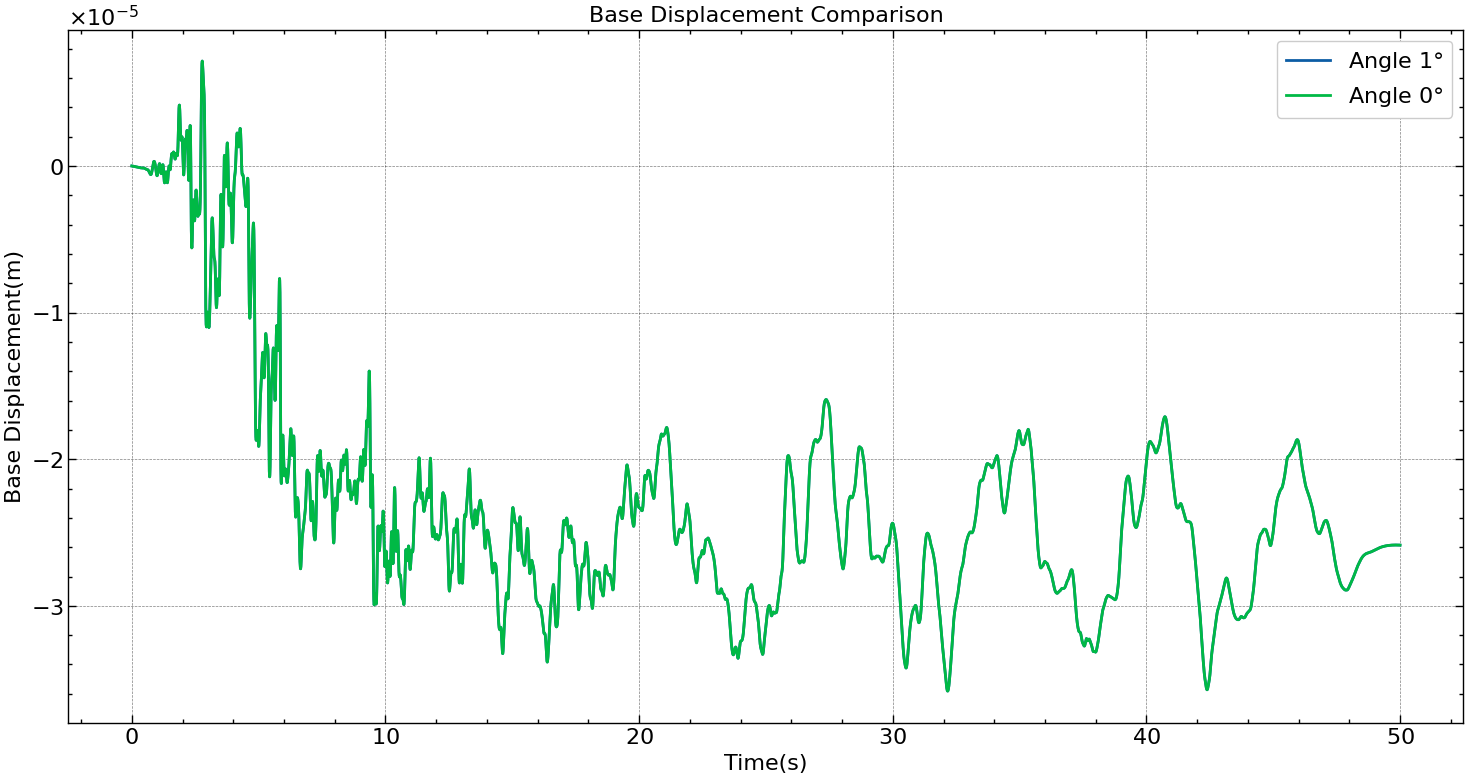 Base Displacement Comparison
×10⁻⁵
Angle 1°
Angle 0°
0
−1
−2
−3
Base Displacement(m)
0 10 20 30 40 50
Time(s)